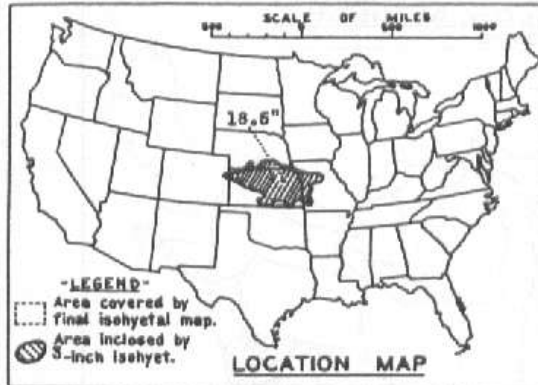 SCALE OF MILES
500 0 500 1000
18.5"
-LEGEND-
Area covered by
final isohyetal map.
Area inclosed by
3-inch isohyet.
LOCATION MAP